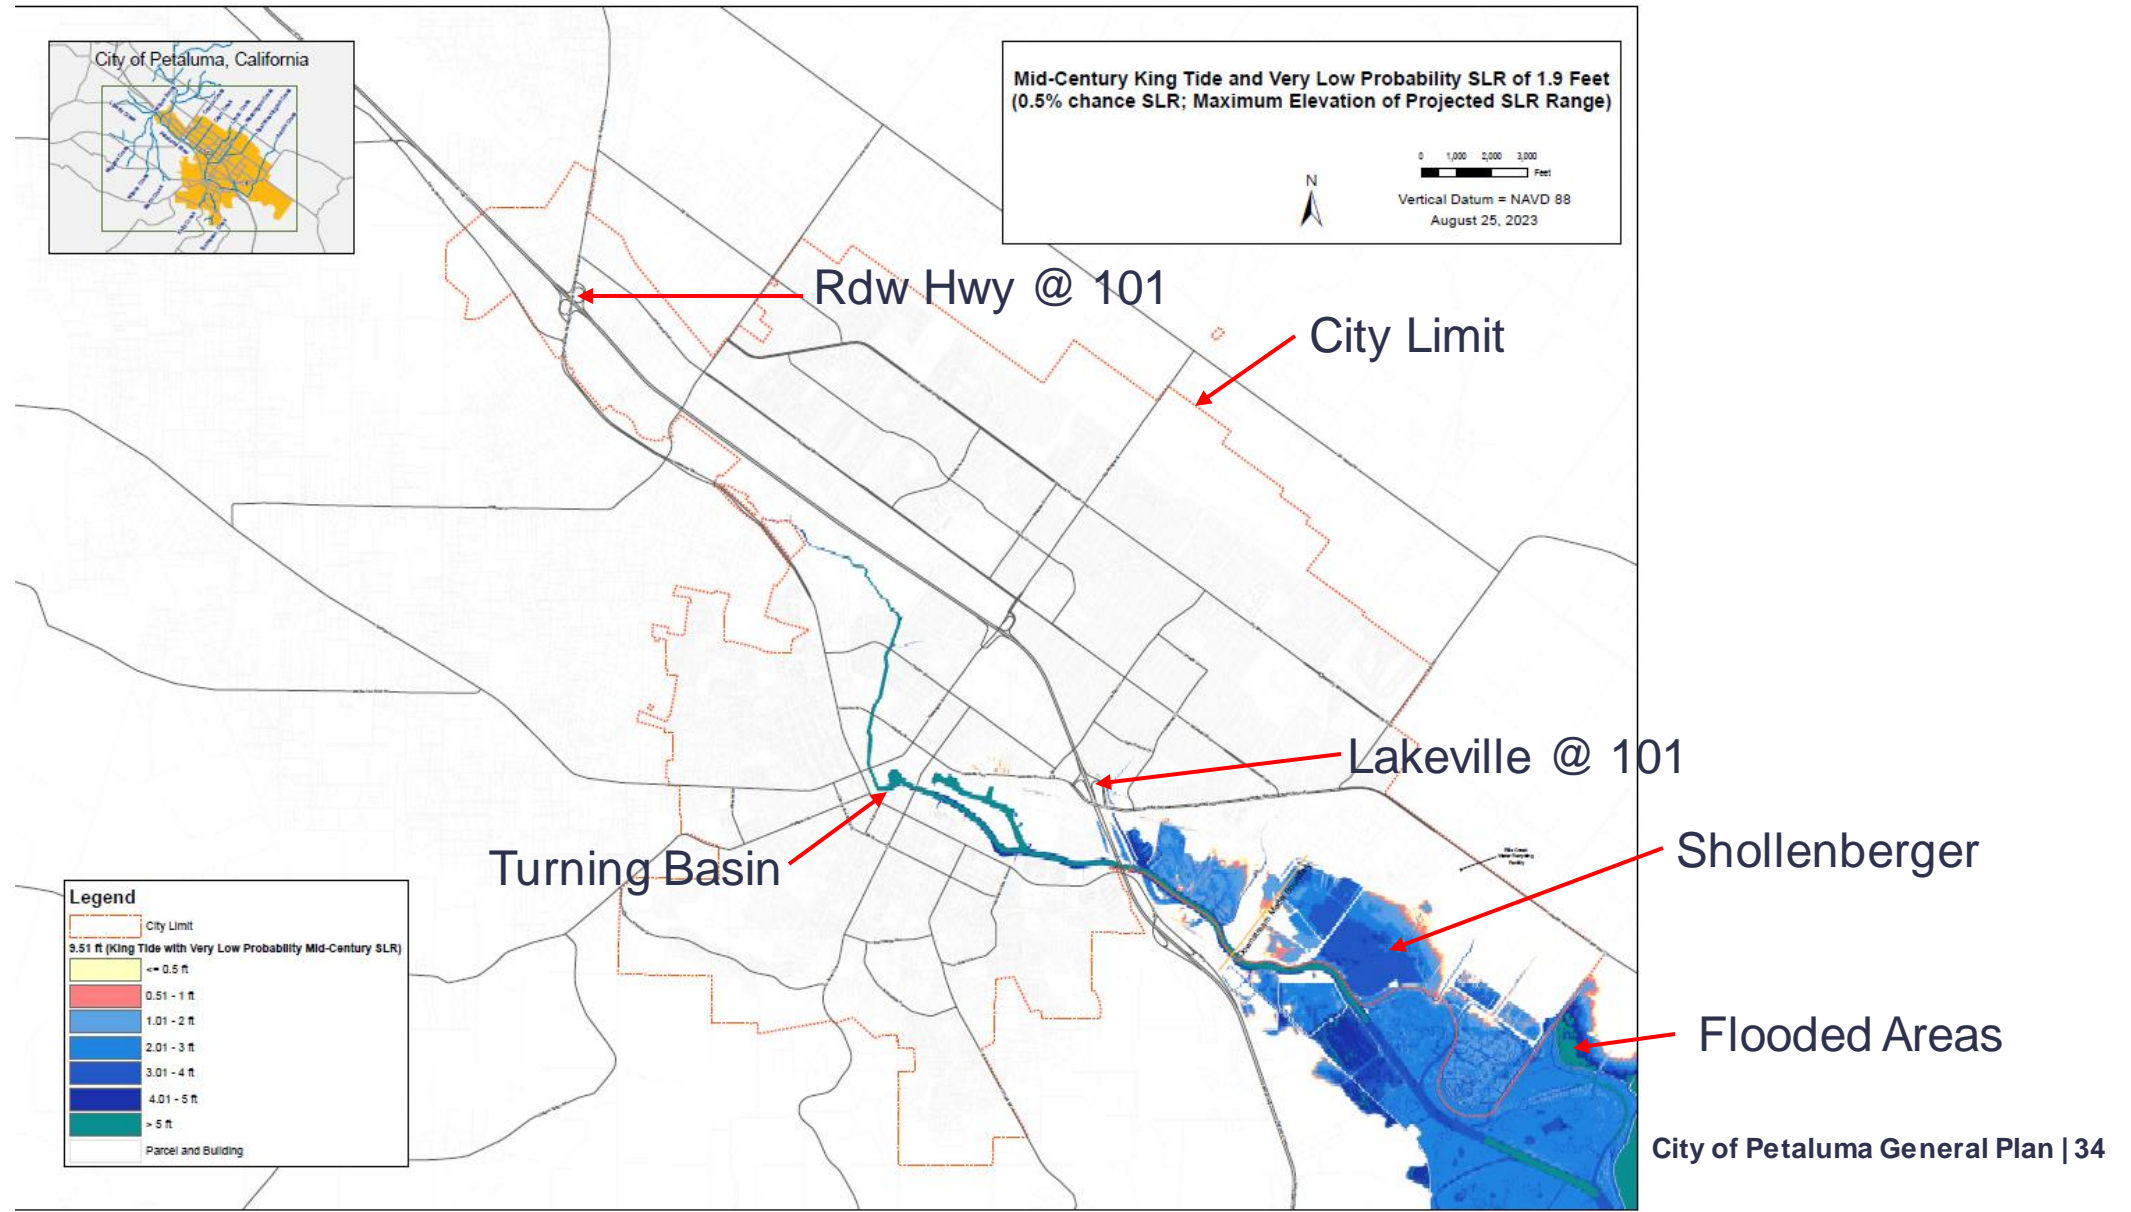 City of Petaluma, California
Mid-Century King Tide and Very Low Probability SLR of 1.9 Feet
(0.5% chance SLR; Maximum Elevation of Projected SLR Range)
0 1,000 2,000 3,000
Feet
N
Vertical Datum = NAVD 88
August 25, 2023
Rdw Hwy @ 101
City Limit
Lakeville @ 101
Turning Basin
Shollenberger
Flooded Areas
Legend
City Limit
9.51 ft (King Tide with Very Low Probability Mid-Century SLR)
<= 0.5 ft
0.51 - 1 ft
1.01 - 2 ft
2.01 - 3 ft
3.01 - 4 ft
4.01 - 5 ft
> 5 ft
Parcel and Building
City of Petaluma General Plan | 34